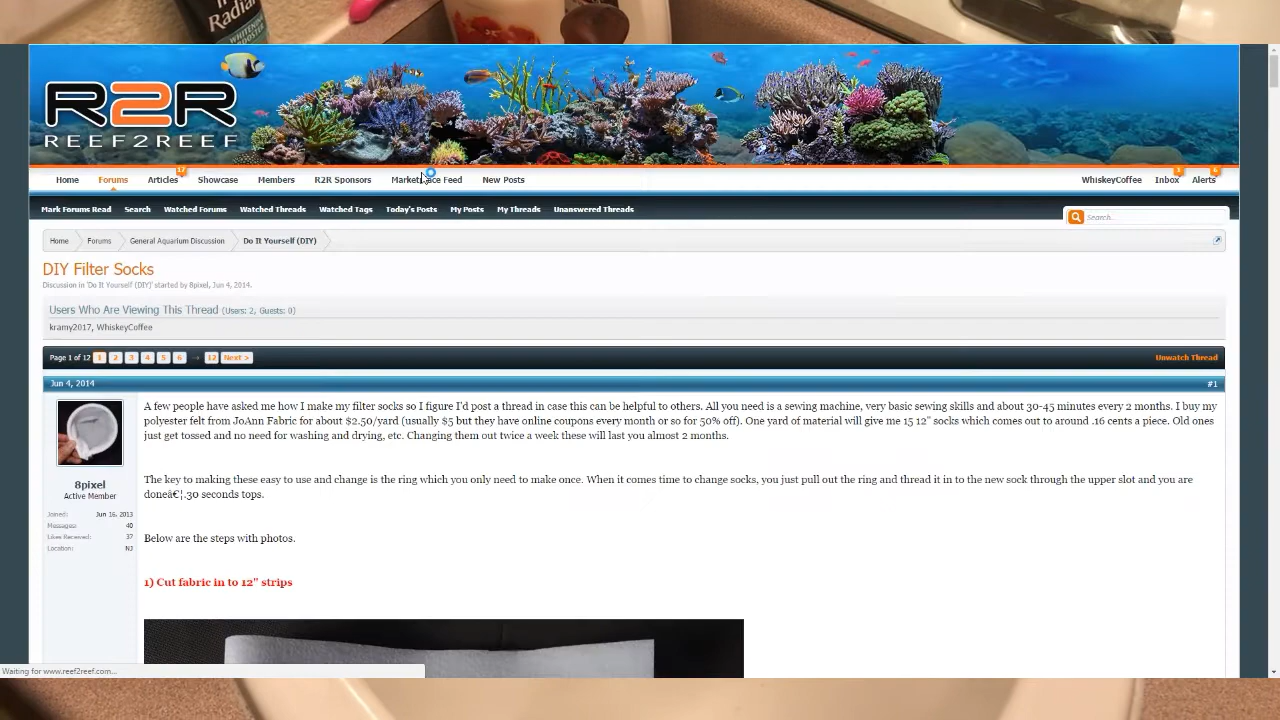 Radia
WHITENING
R2R
REEF2REEF
Home Forums Articles 17 Showcase Members R2R Sponsors Marketplace Feed New Posts WhiskeyCoffee Inbox Alerts
Mark Forums Read Search Watched Forums Watched Threads Watched Tags Today's Posts My Posts My Threads Unanswered Threads
Search...
Home Forums General Aquarium Discussion Do It Yourself (DIY)
DIY Filter Socks
Discussion in 'Do It Yourself (DIY)' started by 8pixel, Jun 4, 2014.
Users Who Are Viewing This Thread (Users: 2, Guests: 0)
kramy2017, WhiskeyCoffee
Page 1 of 12 1 2 3 4 5 6 → 12 Next > Unwatch Thread
Jun 4, 2014 #1
A few people have asked me how I make my filter socks so I figure I'd post a thread in case this can be helpful to others. All you need is a sewing machine, very basic sewing skills and about 30-45 minutes every 2 months. I buy my
polyester felt from JoAnn Fabric for about $2.50/yard (usually $5 but they have online coupons every month or so for 50% off). One yard of material will give me 15 12" socks which comes out to around .16 cents a piece. Old ones
just get tossed and no need for washing and drying, etc. Changing them out twice a week these will last you almost 2 months.
The key to making these easy to use and change is the ring which you only need to make once. When it comes time to change socks, you just pull out the ring and thread it in to the new sock through the upper slot and you are
doneâ€¦.30 seconds tops.
Below are the steps with photos.
1) Cut fabric in to 12" strips
8pixel
Active Member
Joined: Jun 16, 2013
Messages: 40
Likes Received: 37
Location: NJ
Waiting for www.reef2reef.com...